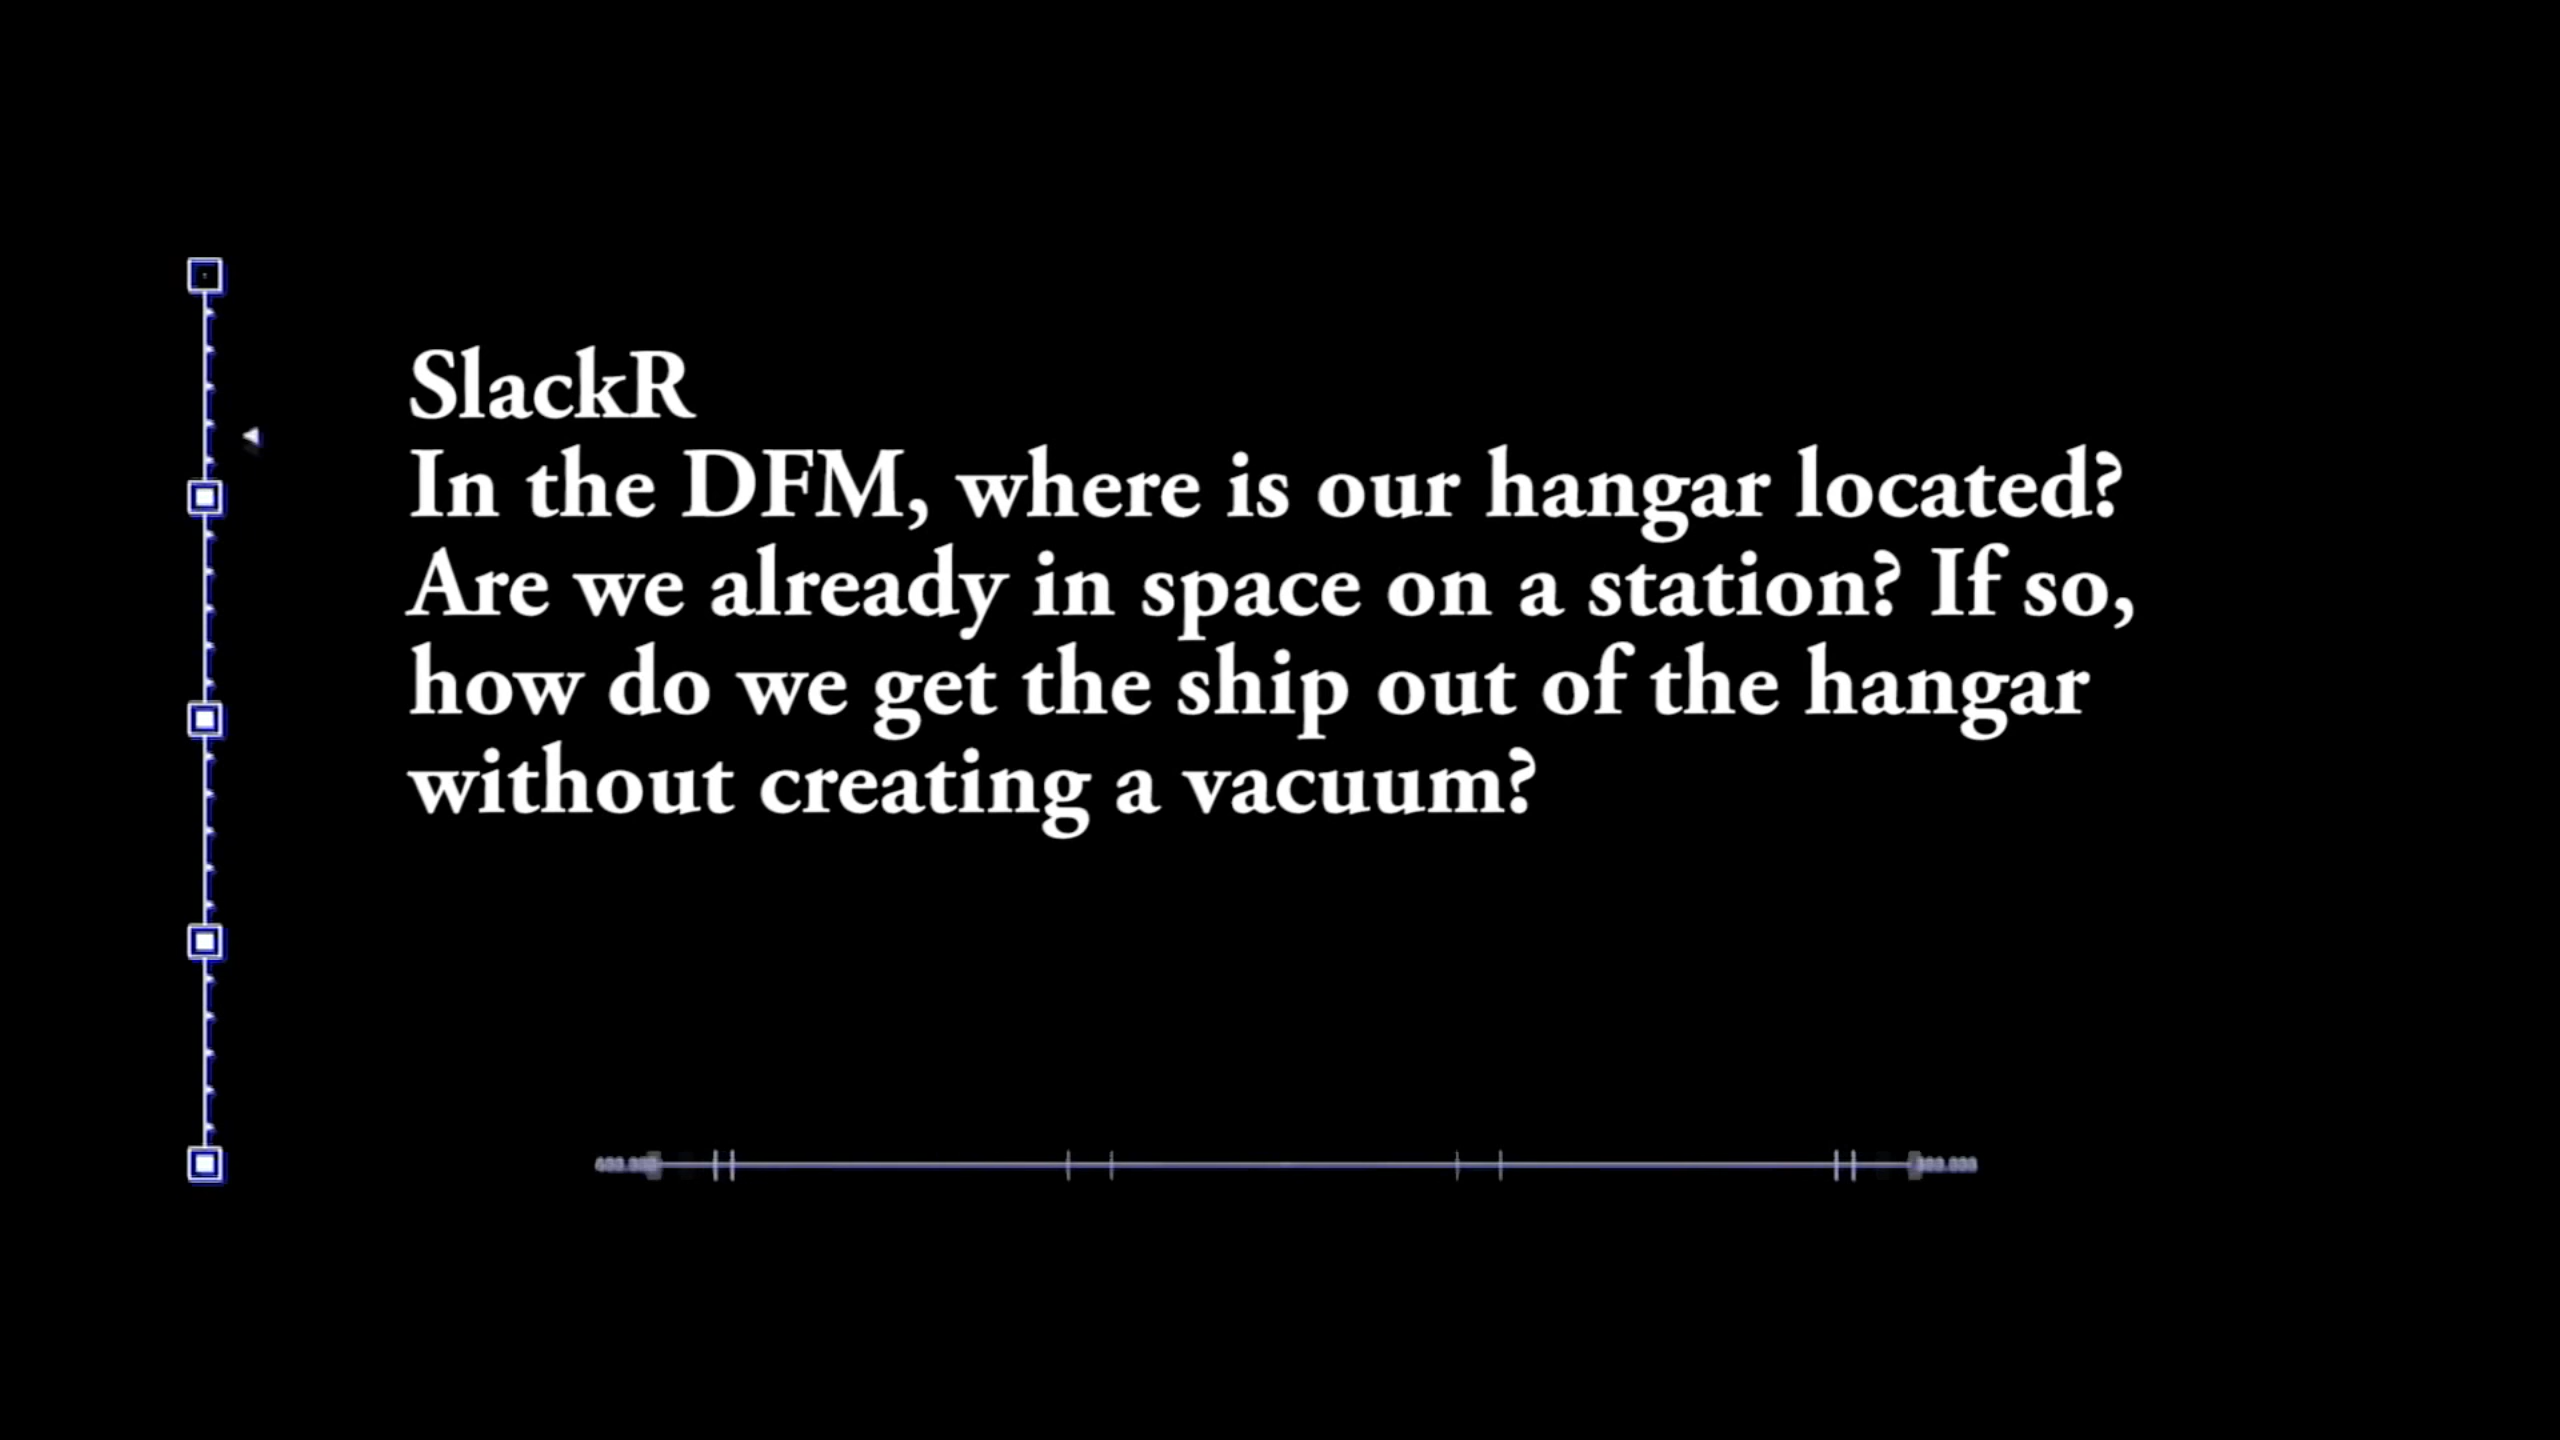 SlackR
In the DFM, where is our hangar located?
Are we already in space on a station? If so,
how do we get the ship out of the hangar
without creating a vacuum?